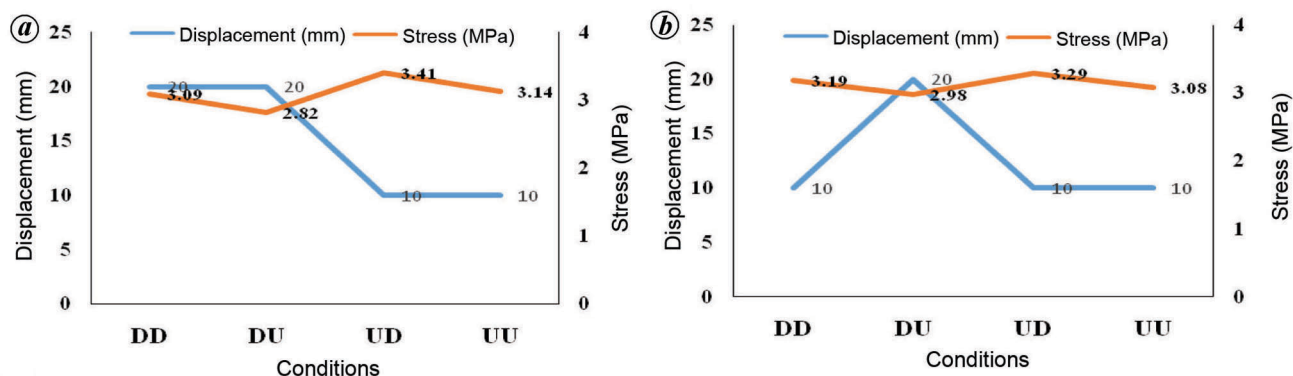 a
Displacement (mm)
Stress (MPa)
25
20
15
10
5
0
Displacement (mm)
4
3
2
1
0
Stress (MPa)
20
20
10
10
3.09
2.82
3.41
3.14
DD DU UD UU
Conditions
b
Displacement (mm)
Stress (MPa)
25
20
15
10
5
0
Displacement (mm)
4
3
2
1
0
Stress (MPa)
10
20
10
10
3.19
2.98
3.29
3.08
DD DU UD UU
Conditions